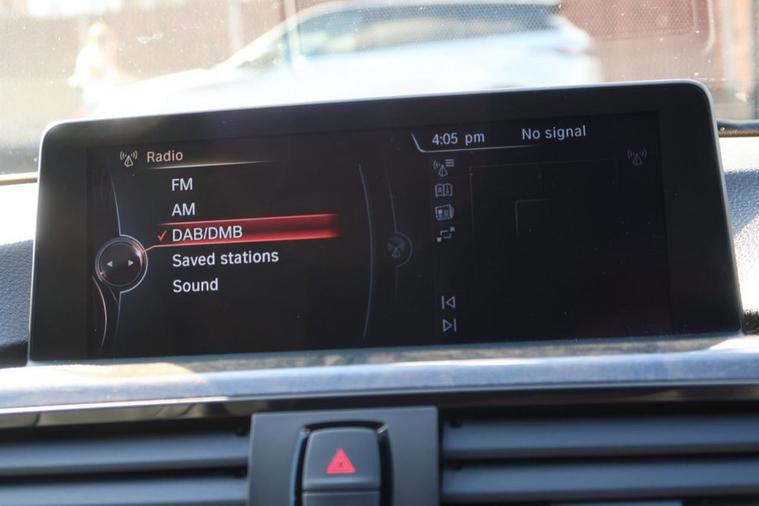 Radio
4:05 pm
No signal
FM
AM
DAB/DMB
Saved stations
Sound